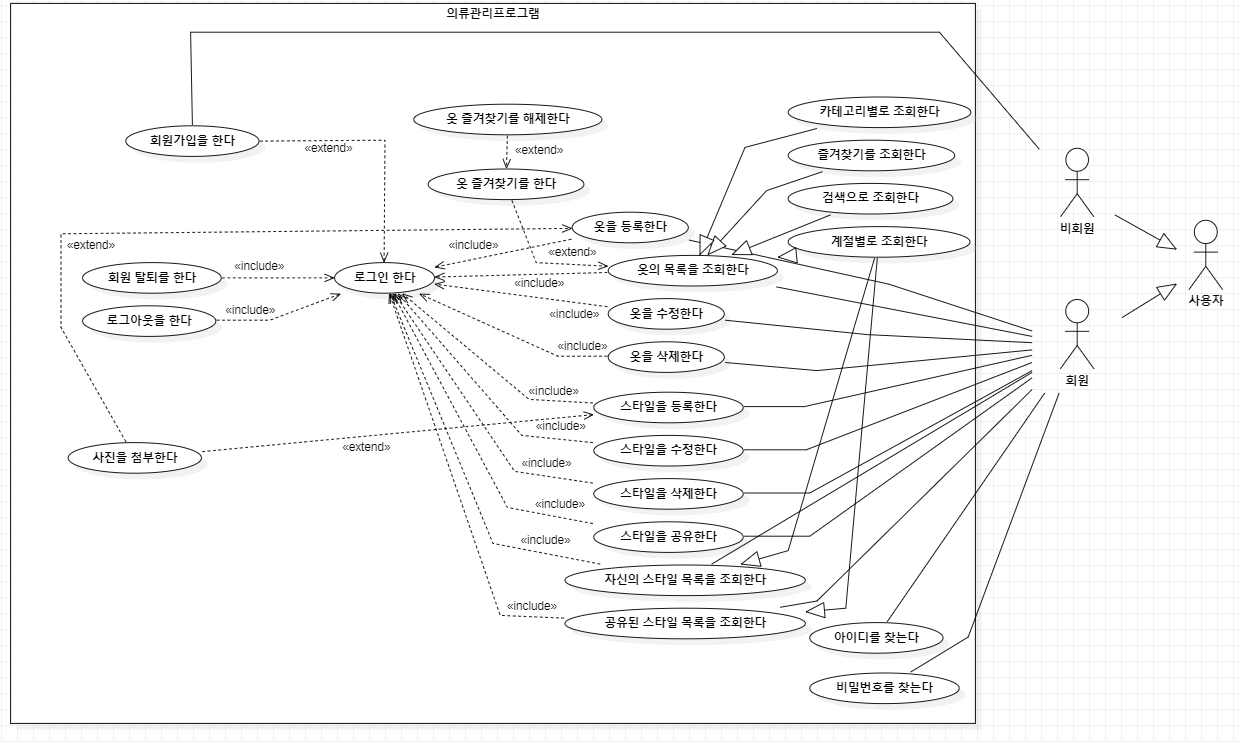 의류관리프로그램
카테고리별로 조회한다
옷 즐겨찾기를 해제한다
회원가입을 한다
«extend»
«extend»
즐겨찾기를 조회한다
옷 즐겨찾기를 한다
검색으로 조회한다
비회원
옷을 등록한다
«extend»
«include»
«extend»
계절별로 조회한다
회원 탈퇴를 한다
«include»
로그인 한다
옷의 목록을 조회한다
«include»
사용자
로그아웃을 한다
«include»
«include»
옷을 수정한다
«include»
옷을 삭제한다
회원
«include»
스타일을 등록한다
«include»
«extend»
스타일을 수정한다
사진을 첨부한다
«include»
스타일을 삭제한다
«include»
스타일을 공유한다
«include»
자신의 스타일 목록을 조회한다
«include»
공유된 스타일 목록을 조회한다
아이디를 찾는다
비밀번호를 찾는다